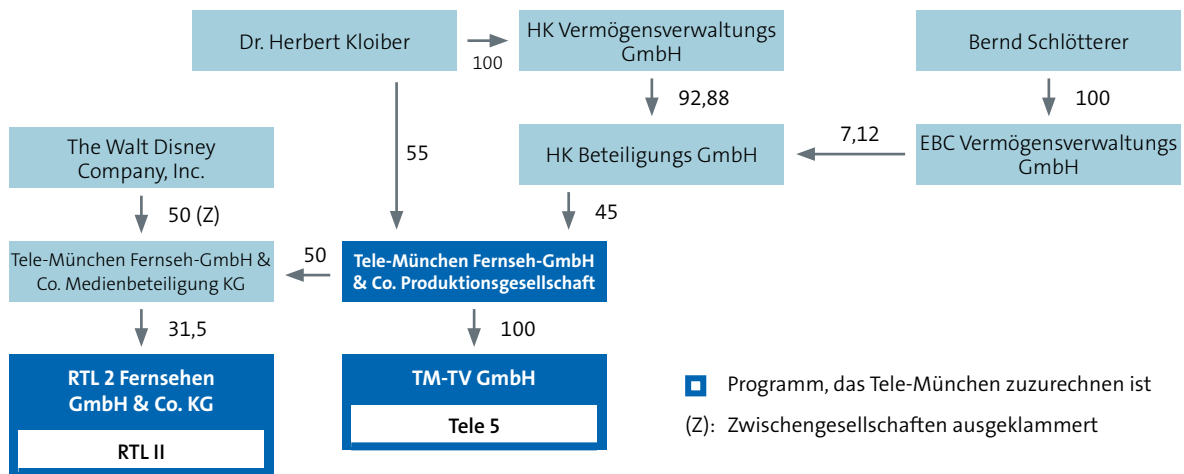 Dr. Herbert Kloiber
100
HK Vermögensverwaltungs
GmbH
Bernd Schlötterer
92,88
100
The Walt Disney
Company, Inc.
55
HK Beteiligungs GmbH
7,12
EBC Vermögensverwaltungs
GmbH
50 (Z)
45
Tele-München Fernseh-GmbH &
Co. Medienbeteiligung KG
50
Tele-München Fernseh-GmbH
& Co. Produktionsgesellschaft
31,5
100
RTL 2 Fernsehen
GmbH & Co. KG
RTL II
TM-TV GmbH
Tele 5
Programm, das Tele-München zuzurechnen ist
(Z): Zwischengesellschaften ausgeklammert